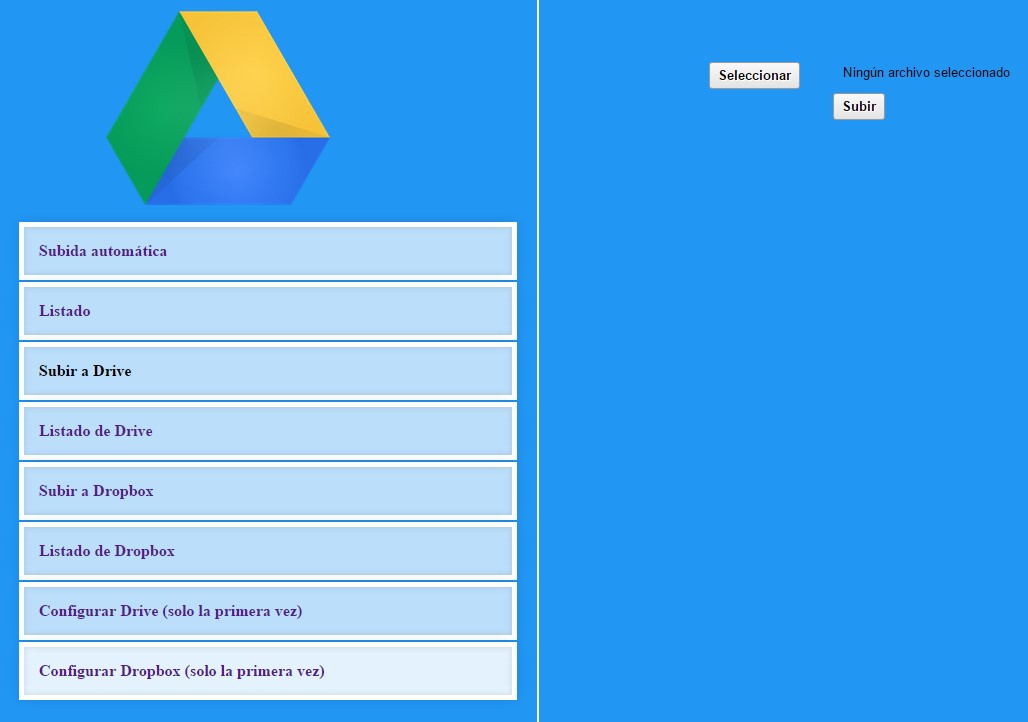 Subida automática
Listado
Subir a Drive
Listado de Drive
Subir a Dropbox
Listado de Dropbox
Configurar Drive (solo la primera vez)
Configurar Dropbox (solo la primera vez)
Seleccionar
Ningún archivo seleccionado
Subir